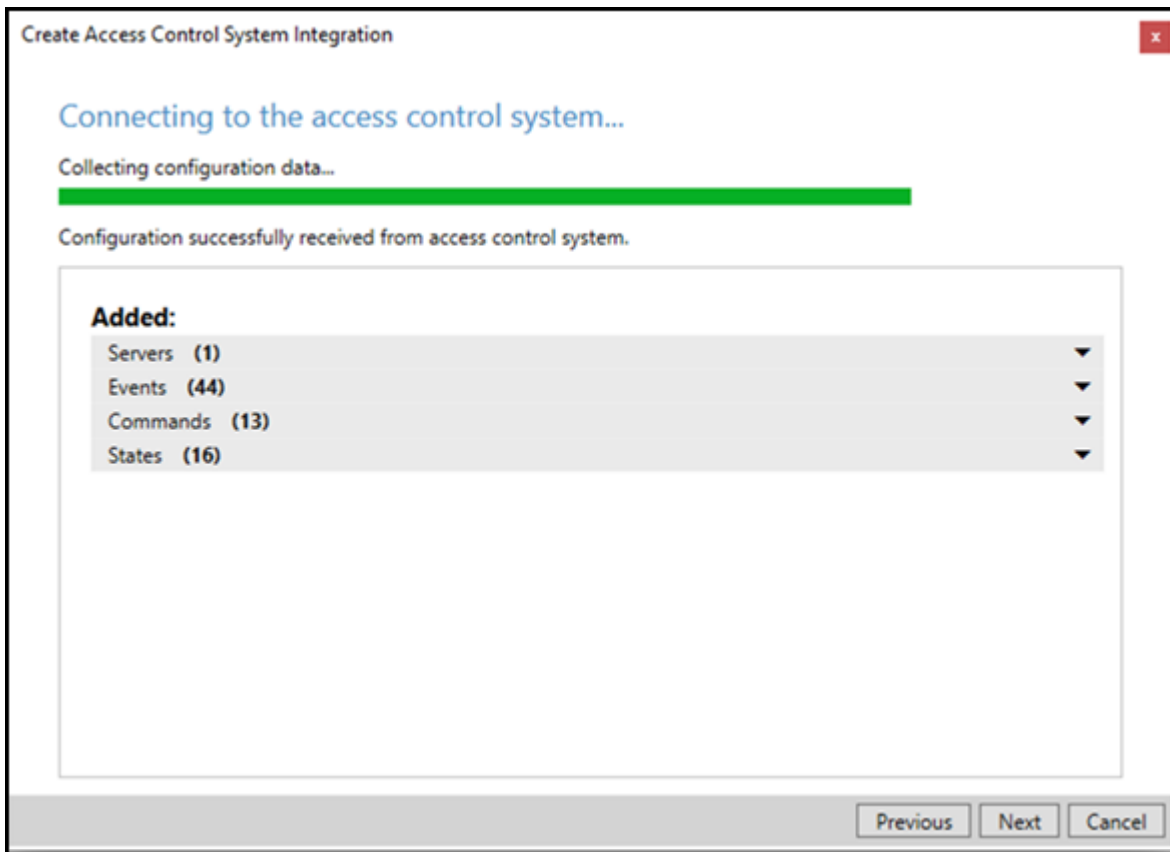 Create Access Control System Integration
x
Connecting to the access control system...
Collecting configuration data...
Configuration successfully received from access control system.
Added:
Servers (1)
Events (44)
Commands (13)
States (16)
Previous Next Cancel